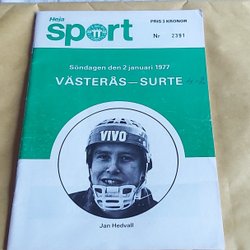 Heja
sport
PRIS 3 KRONOR
Nr 2391
Söndagen den 2 januari 1977
VÄSTERÅS—SURTE
VIVO
Jan Hedvall